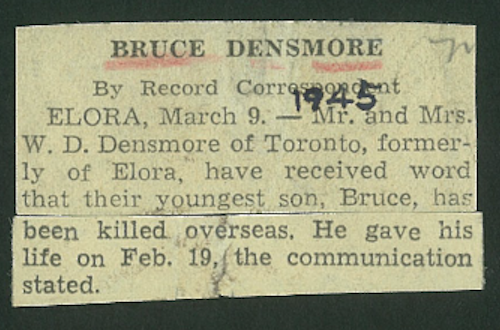 BRUCE DENSMORE
By Record Correspondent
1945
ELORA, March 9. — Mr. and Mrs.
W. D. Densmore of Toronto, former-
ly of Elora, have received word
that their youngest son, Bruce, has
been killed overseas. He gave his
life on Feb. 19, the communication
stated.